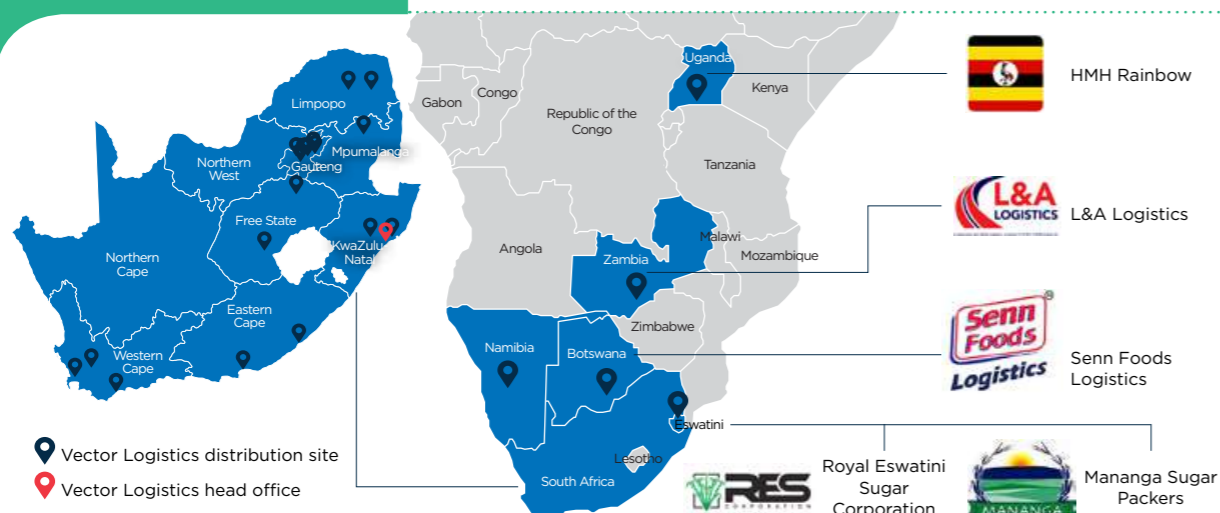 Limpopo
Mpumalanga
Gauteng
Northern
West
Free State
KwaZulu
Natal
Northern
Cape
Eastern
Cape
Western
Cape
Vector Logistics distribution site
Vector Logistics head office
Uganda
Kenya
Gabon
Congo
Republic of the
Congo
Tanzania
Angola
Malawi
Zambia
Mozambique
Zimbabwe
Namibia
Botswana
Eswatini
Lesotho
South Africa
HMH Rainbow
L&A
LOGISTICS
L&A Logistics
Senn
Foods
Logistics
®
Senn Foods
Logistics
RES
CORPORATION
Royal Eswatini
Sugar
Corporation
MANANGA
Mananga Sugar
Packers